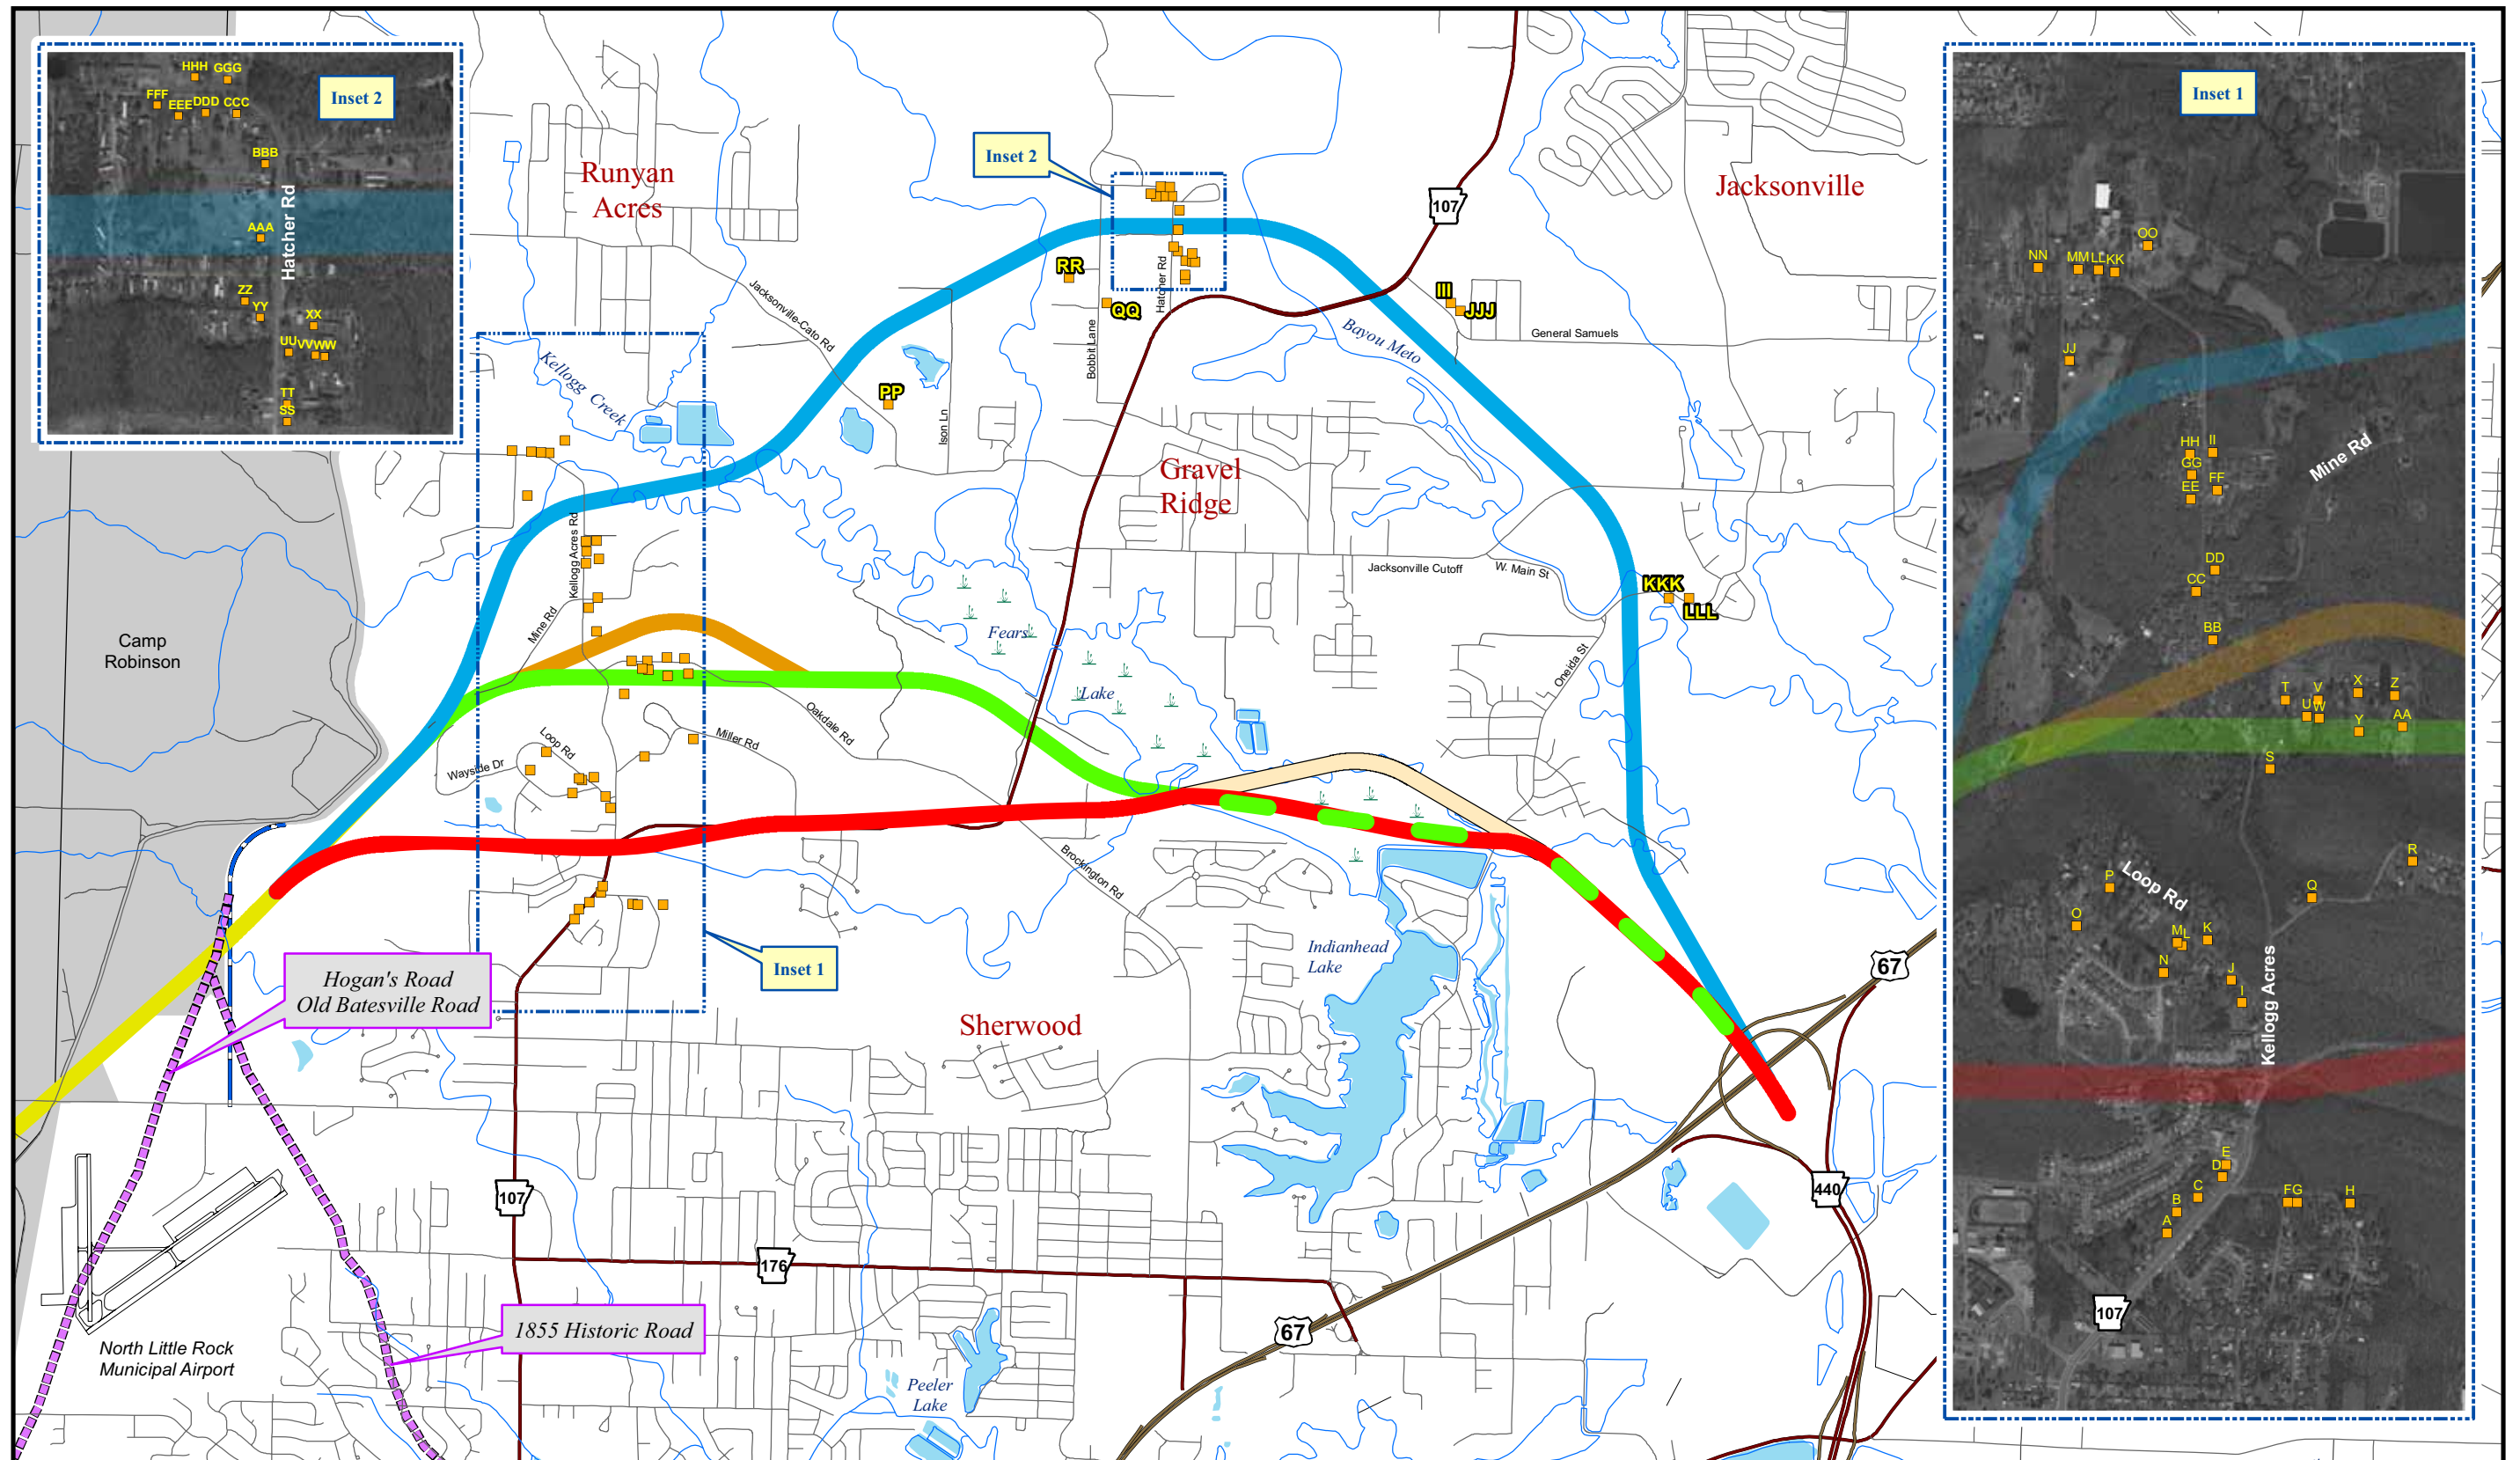 HHH GGG
FFF EEE DDD CCC
Inset 2
BBB
Hatcher Rd
AAA
ZZ
YY
XX
UU VV WW
TT
SS
Runyan
Acres
Inset 2
107
Jacksonville
RR
QQ
Hatcher Rd
Bobbit Lane
III
JJJ
General Samuels
Bayou Meto
Jacksonville-Cato Rd
Kellogg Creek
PP
Ison Ln
Gravel
Ridge
Kellogg Acres Rd
Mine Rd
Jacksonville Cutoff
W. Main St
KKK
LLL
Oneida St
Fears
Lake
Camp
Robinson
Oakdale Rd
Miller Rd
Loop Rd
Wayside Dr
Brockington Rd
Inset 1
Indianhead
Lake
67
Hogan's Road
Old Batesville Road
Sherwood
107
440
176
1855 Historic Road
67
North Little Rock
Municipal Airport
Peeler
Lake
Inset 1
OO
NN MM LL KK
JJ
HH II
GG
FF
EE
Mine Rd
DD
CC
BB
T V X Z
U W
Y AA
S
R
P
Loop Rd
Q
O
M L K
N
J
I
Kellogg Acres
E
D
C
B
A
F G H
107